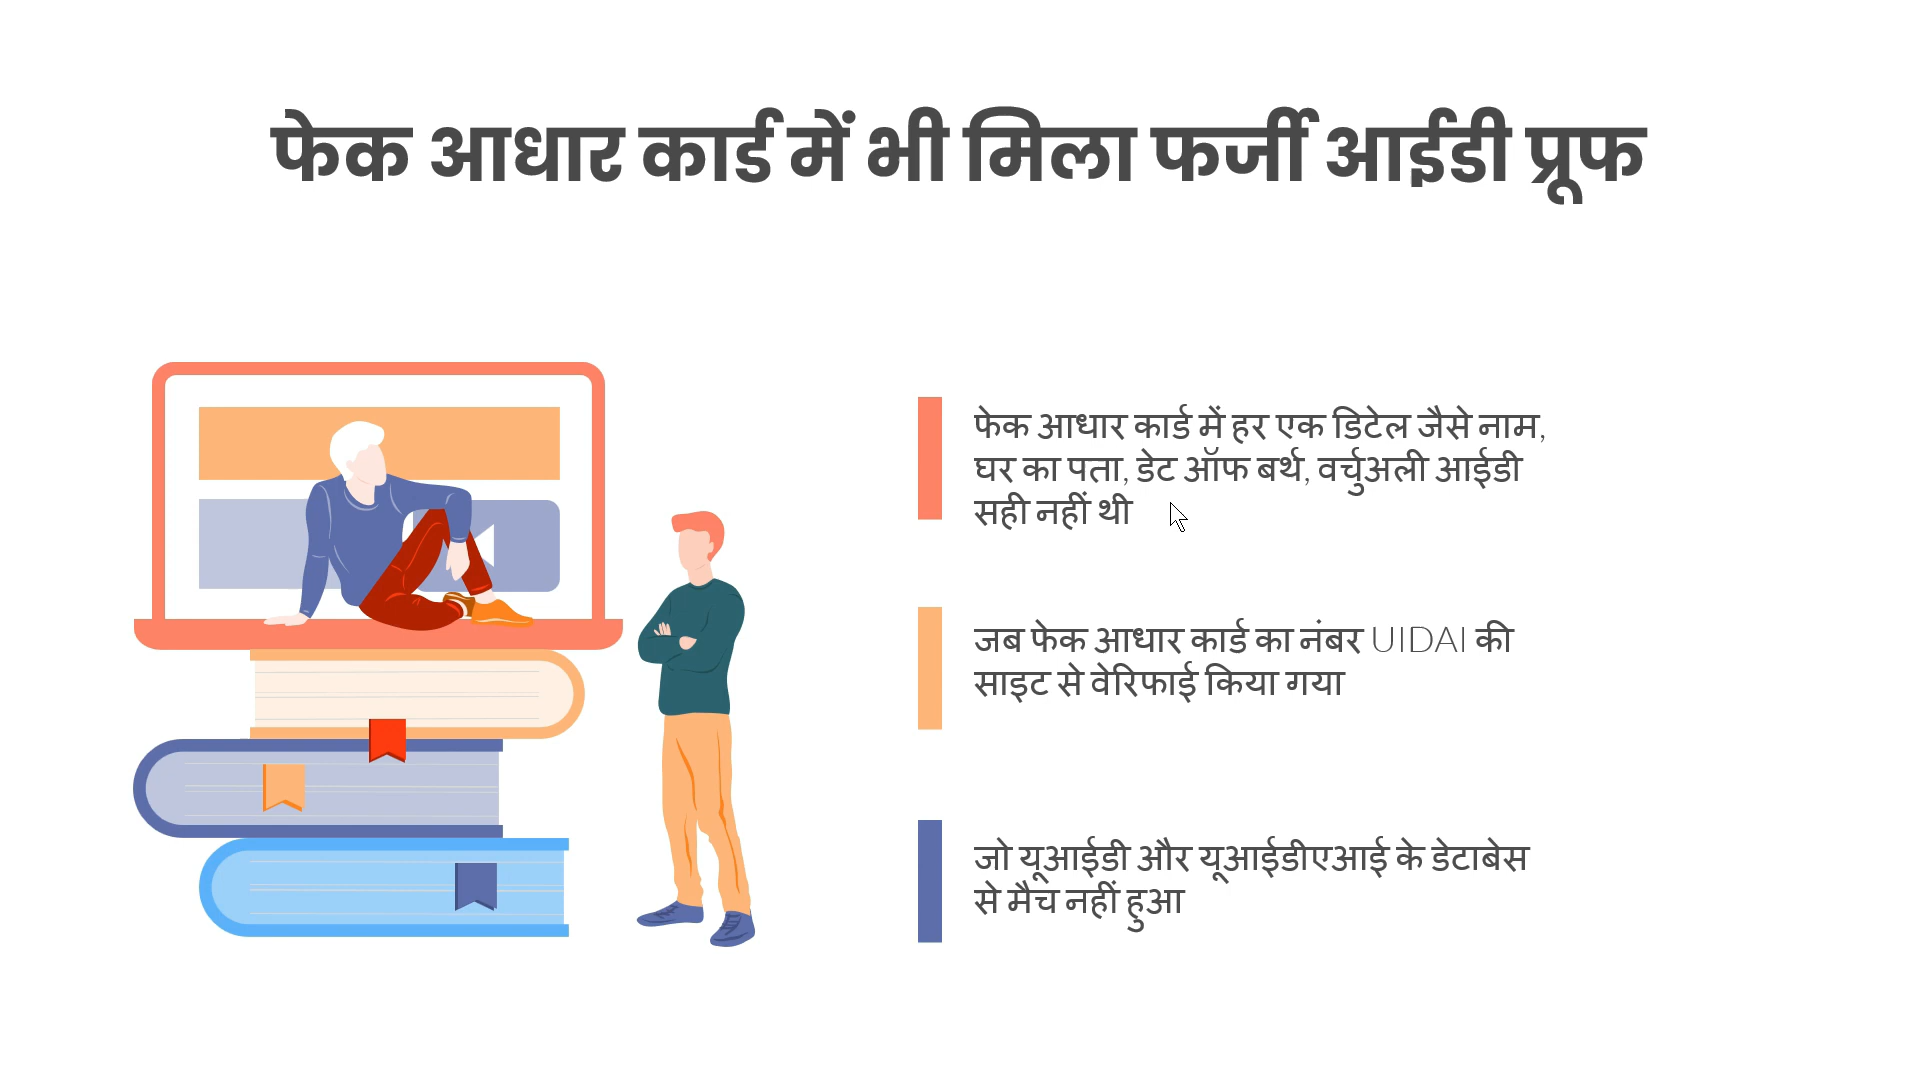 फेक आधार कार्ड में भी मिला फर्जी आईडी प्रूफ
फेक आधार कार्ड में हर एक डिटेल जैसे नाम,
घर का पता, डेट ऑफ बर्थ, वर्चुअली आईडी
सही नहीं थी
जब फेक आधार कार्ड का नंबर UIDAI की
साइट से वेरिफाई किया गया
जो यूआईडी और यूआईडीएआई के डेटाबेस
से मैच नहीं हुआ